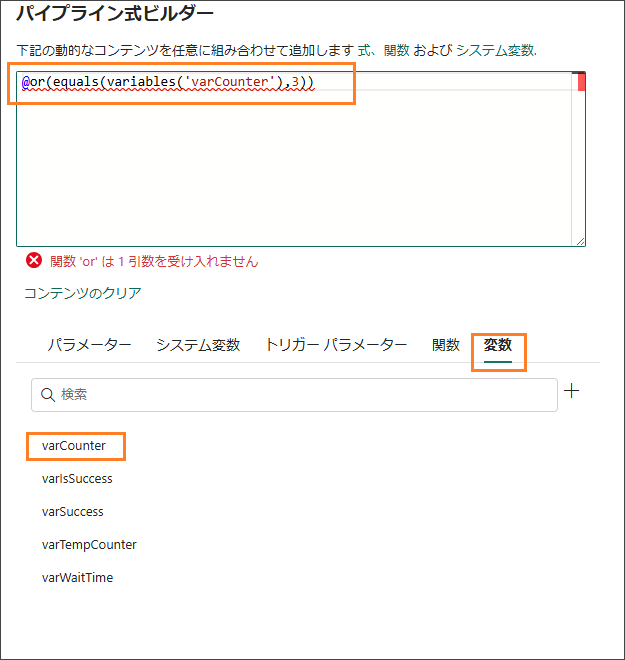 パイプライン式ビルダー
下記の動的なコンテンツを任意に組み合わせて追加します 式、関数 および システム変数.
@or(equals(variables('varCounter'),3))
関数 'or' は 1 引数を受け入れません
コンテンツのクリア
パラメーター システム変数 トリガー パラメーター 関数 変数
検索
varCounter
varIsSuccess
varSuccess
varTempCounter
varWaitTime